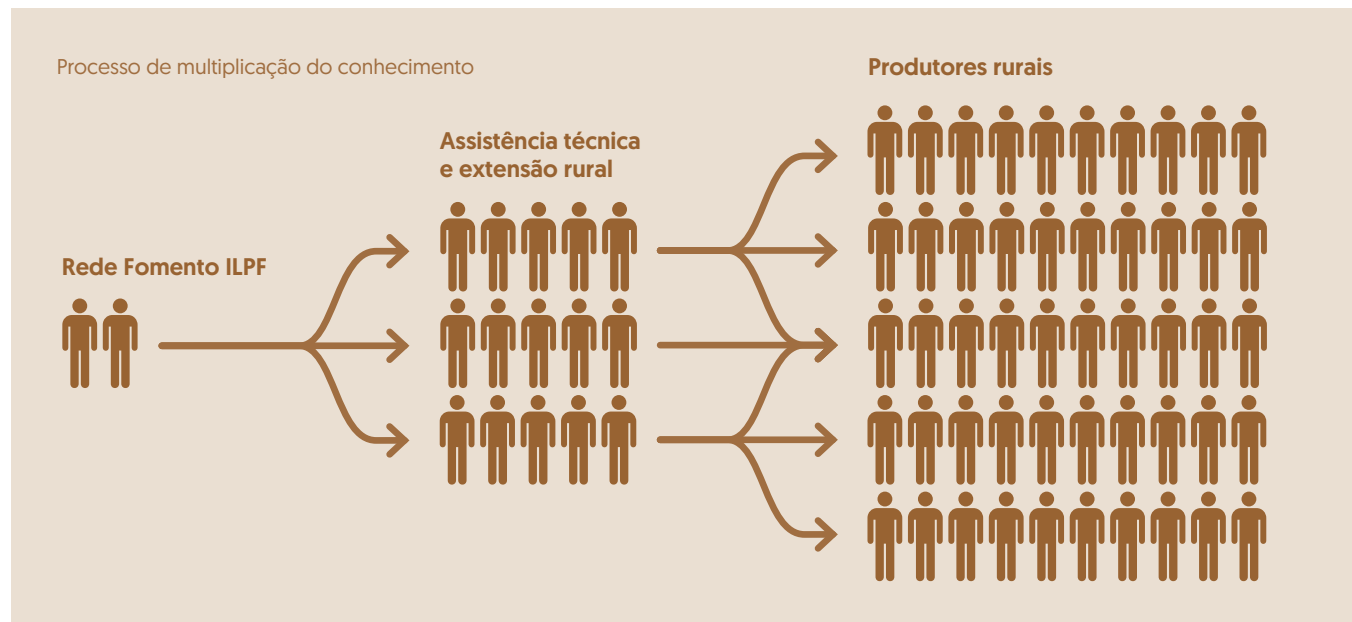 Processo de multiplicação do conhecimento
Produtores rurais
Assistência técnica
e extensão rural
Rede Fomento ILPF